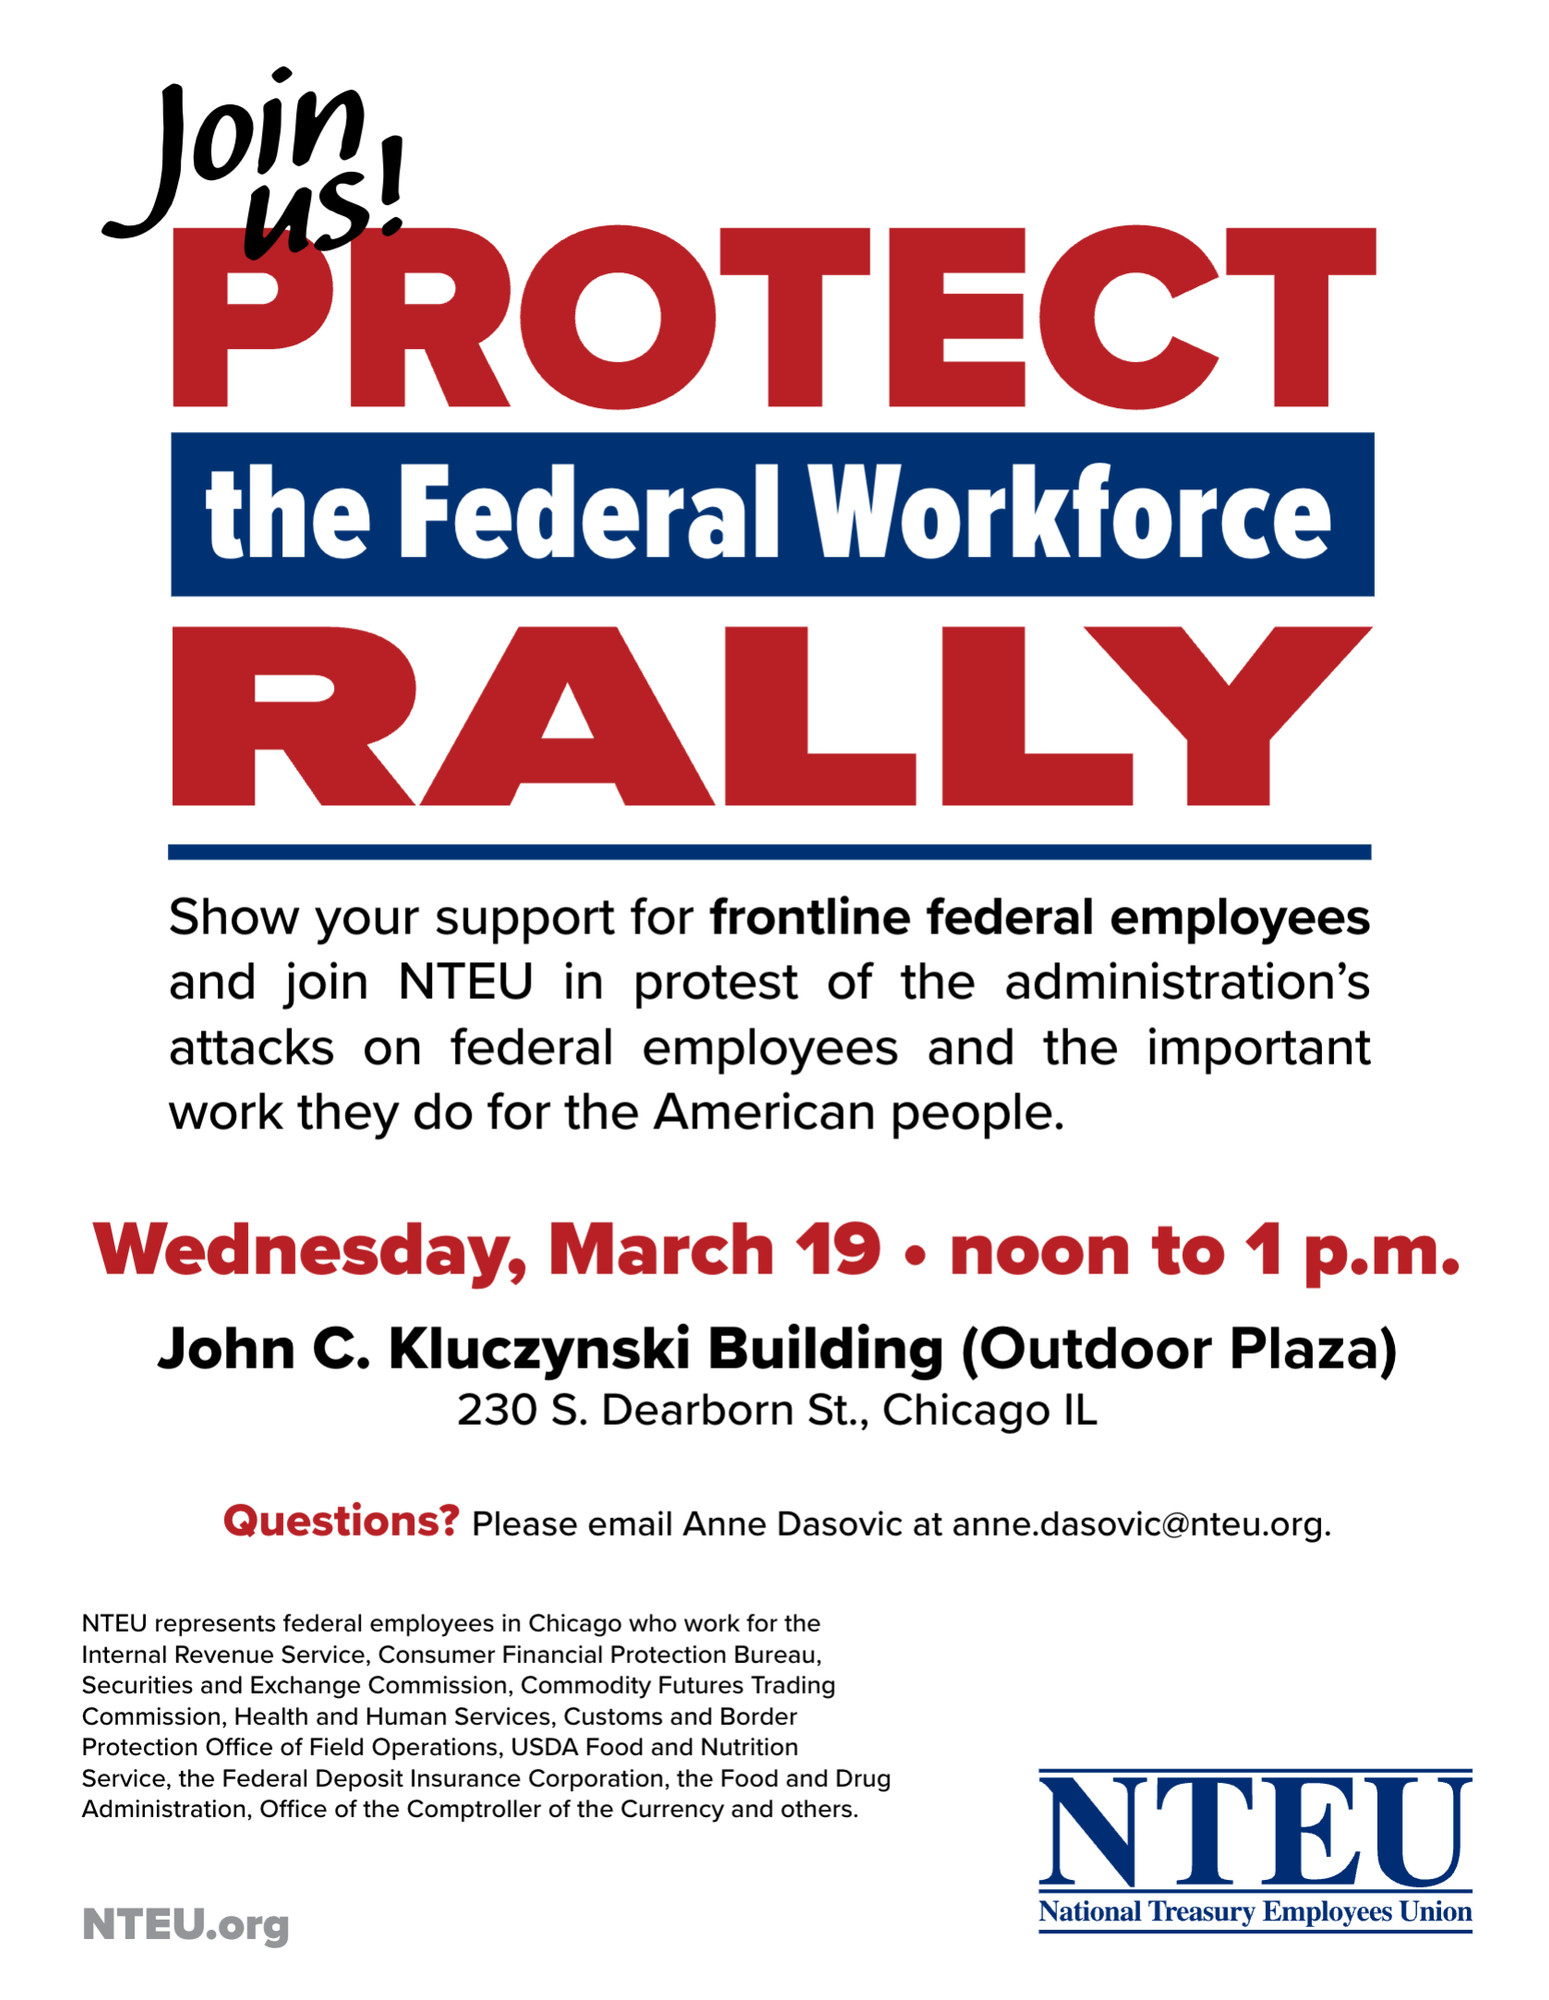 Join
us!
PROTECT
the Federal Workforce
RALLY
Show your support for frontline federal employees
and join NTEU in protest of the administration’s
attacks on federal employees and the important
work they do for the American people.
Wednesday, March 19 • noon to 1 p.m.
John C. Kluczynski Building (Outdoor Plaza)
230 S. Dearborn St., Chicago IL
Questions? Please email Anne Dasovic at anne.dasovic@nteu.org.
NTEU represents federal employees in Chicago who work for the
Internal Revenue Service, Consumer Financial Protection Bureau,
Securities and Exchange Commission, Commodity Futures Trading
Commission, Health and Human Services, Customs and Border
Protection Office of Field Operations, USDA Food and Nutrition
Service, the Federal Deposit Insurance Corporation, the Food and Drug
Administration, Office of the Comptroller of the Currency and others.
NTEU.org
NTEU
National Treasury Employees Union